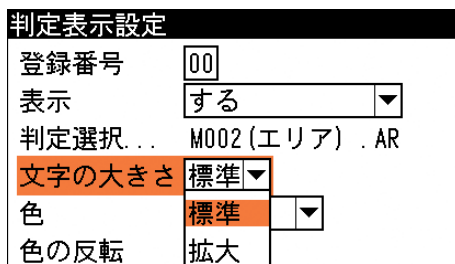 判定表示設定
登録番号 00
表示 する
判定選択... M002(エリア) .AR
文字の大きさ 標準
色 標準
色の反転 拡大